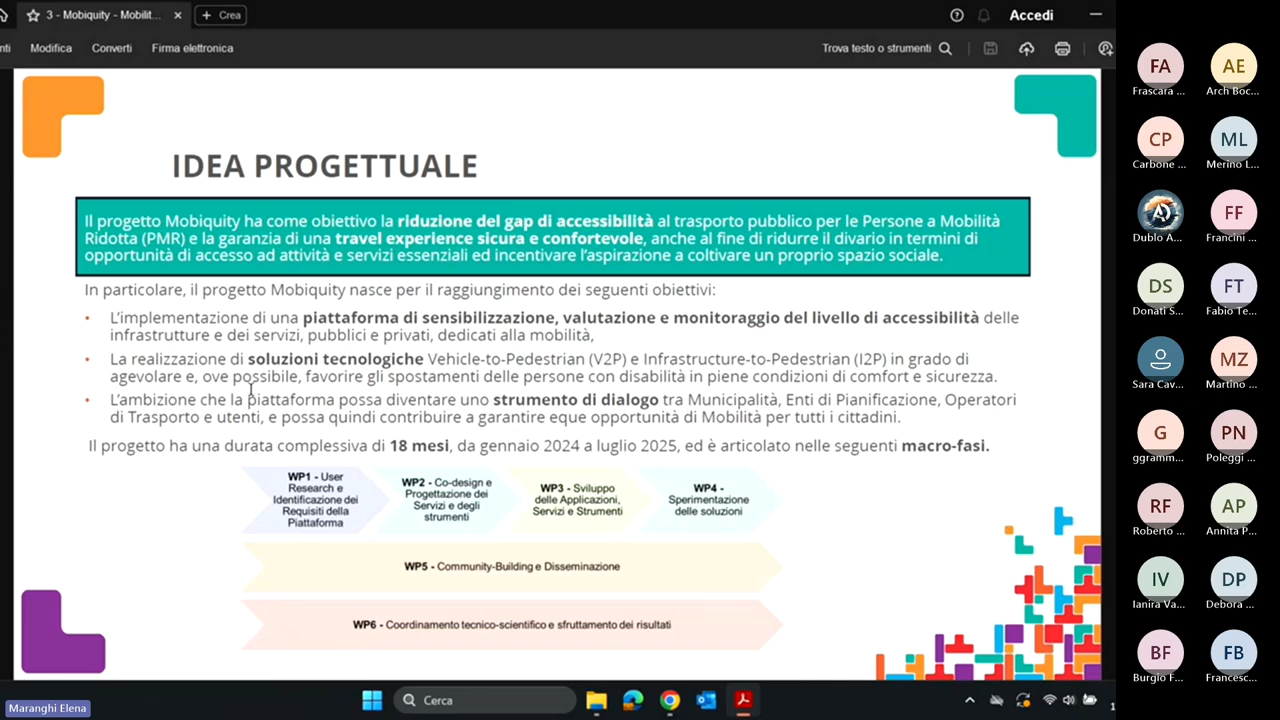 3 - Mobiquity - Mobilit...
Crea
Accedi
Modifica
Converti
Firma elettronica
Trova testo o strumenti
IDEA PROGETTUALE
Il progetto Mobiquity ha come obiettivo la riduzione del gap di accessibilità al trasporto pubblico per le Persone a Mobilità
Ridotta (PMR) e la garanzia di una travel experience sicura e confortevole, anche al fine di ridurre il divario in termini di
opportunità di accesso ad attività e servizi essenziali ed incentivare l'aspirazione a coltivare un proprio spazio sociale.
In particolare, il progetto Mobiquity nasce per il raggiungimento dei seguenti obiettivi:
• L'implementazione di una piattaforma di sensibilizzazione, valutazione e monitoraggio del livello di accessibilità delle
infrastrutture e dei servizi, pubblici e privati, dedicati alla mobilità,
• La realizzazione di soluzioni tecnologiche Vehicle-to-Pedestrian (V2P) e Infrastructure-to-Pedestrian (I2P) in grado di
agevolare e, ove possibile, favorire gli spostamenti delle persone con disabilità in piene condizioni di comfort e sicurezza.
• L'ambizione che la piattaforma possa diventare uno strumento di dialogo tra Municipalità, Enti di Pianificazione, Operatori
di Trasporto e utenti, e possa quindi contribuire a garantire eque opportunità di Mobilità per tutti i cittadini.
Il progetto ha una durata complessiva di 18 mesi, da gennaio 2024 a luglio 2025, ed è articolato nelle seguenti macro-fasi.
WP1 - User
Research e
Identificazione dei
Requisiti della
Piattaforma
WP2 - Co-design e
Progettazione dei
Servizi e degli
strumenti
WP3 - Sviluppo
delle Applicazioni,
Servizi e Strumenti
WP4 -
Sperimentazione
delle soluzioni
WP5 - Community-Building e Disseminazione
WP6 - Coordinamento tecnico-scientifico e sfruttamento dei risultati
Cerca
Maranghi Elena
FA
Frascara ...
AE
Arch Boc...
CP
Carbone ...
ML
Merino L...
Dublo A...
FF
Francini ...
DS
Donati S...
FT
Fabio Te...
Sara Cav...
MZ
Martino ...
G
ggramm...
PN
Poleggi ...
RF
Roberto ...
AP
Annita P...
IV
Ianira Va...
DP
Debora ...
BF
Burgio F...
FB
Francesc...